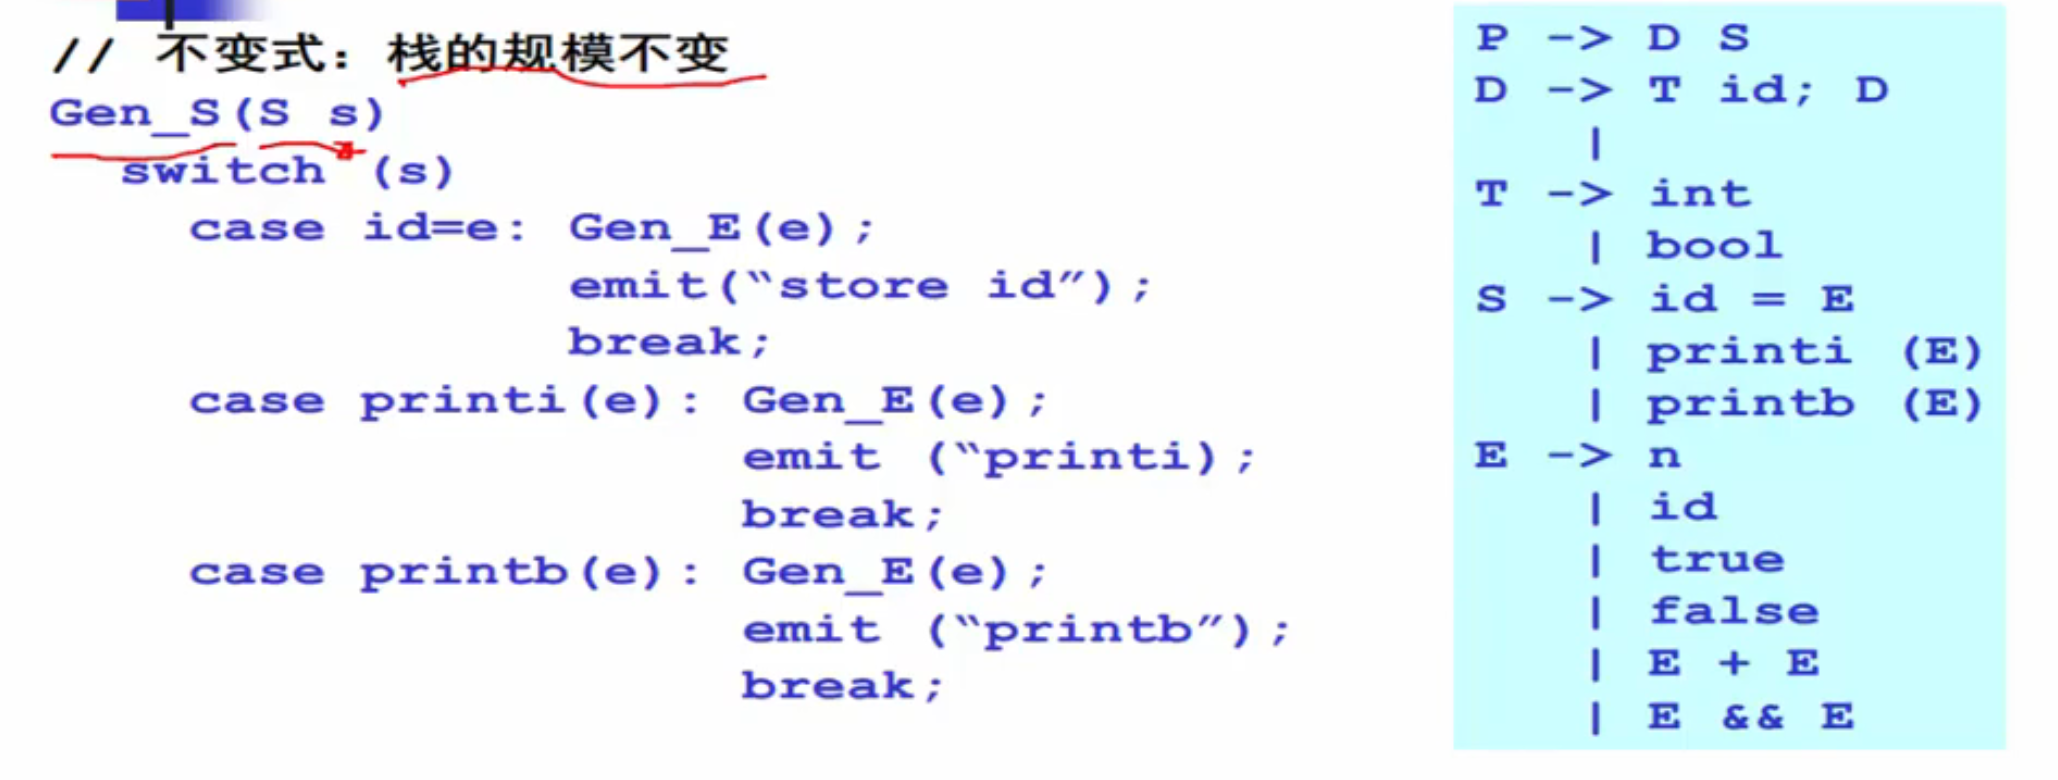 // 不变式：栈的规模不变
Gen_S(S s)
switch (s)
case id=e: Gen_E(e);
emit(“store id”);
break;
case printi(e): Gen_E(e);
emit (“printi);
break;
case printb(e): Gen_E(e);
emit (“printb”);
break;
P -> D S
D -> T id; D
|
T -> int
| bool
S -> id = E
| printi (E)
| printb (E)
E -> n
| id
| true
| false
| E + E
| E && E